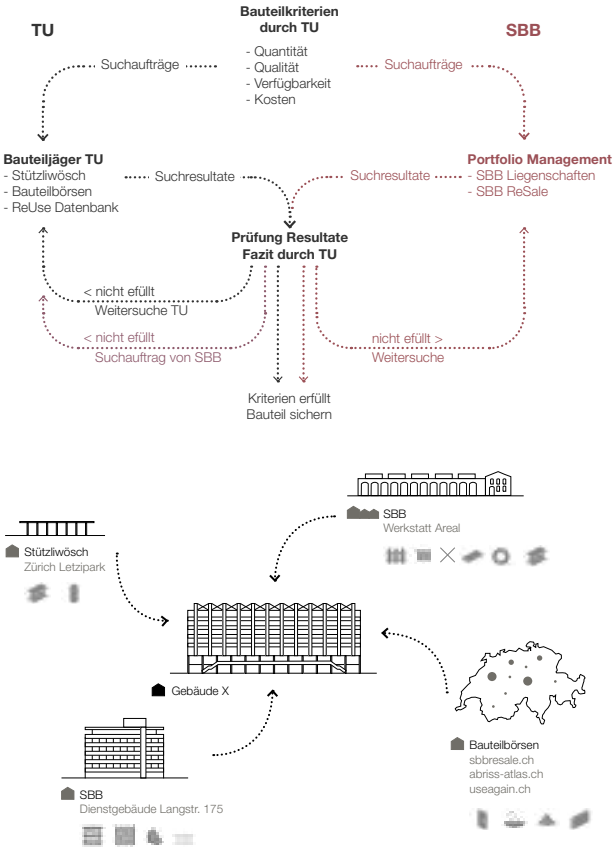 TU
Bauteilkriterien
durch TU
SBB
- Quantität
- Qualität
- Verfügbarkeit
- Kosten
Suchaufträge
Suchaufträge
Bauteiljäger TU
- Stützliwösch
- Bauteilbörsen
- ReUse Datenbank
Suchresultate
Suchresultate
Portfolio Management
- SBB Liegenschaften
- SBB ReSale
Prüfung Resultate
Fazit durch TU
< nicht efüllt
Weitersuche TU
< nicht efüllt
Suchauftrag von SBB
nicht efüllt >
Weitersuche
Kriterien erfüllt
Bauteil sichern
SBB
Werkstatt Areal
Stützliwösch
Zürich Letzipark
Gebäude X
Bauteilbörsen
sbbresale.ch
abriss-atlas.ch
useagain.ch
SBB
Dienstgebäude Langstr. 175